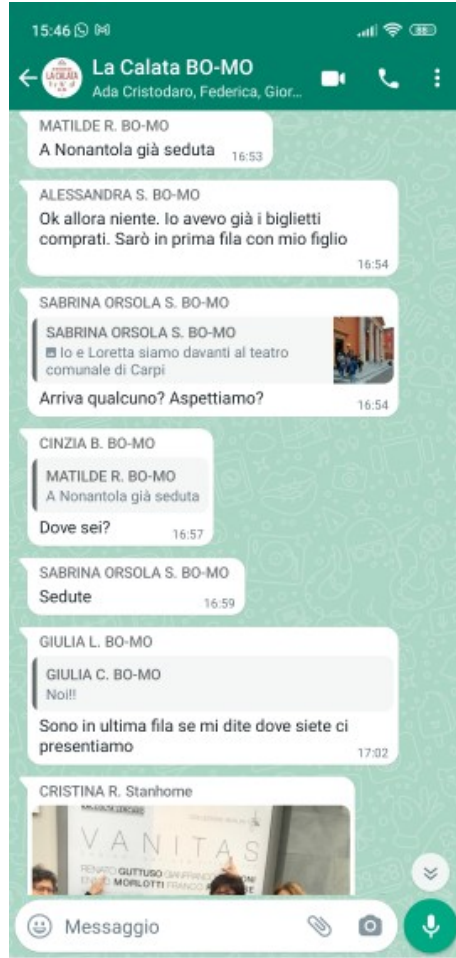 15:46
88
La Calata BO-MO
Ada Cristodaro, Federica, Gior...
MATILDE R. BO-MO
A Nonantola già seduta 16:53
ALESSANDRA S. BO-MO
Ok allora niente. Io avevo già i biglietti
comprati. Sarò in prima fila con mio figlio
16:54
SABRINA ORSOLA S. BO-MO
SABRINA ORSOLA S. BO-MO
Io e Loretta siamo davanti al teatro
comunale di Carpi
Arriva qualcuno? Aspettiamo? 16:54
CINZIA B. BO-MO
MATILDE R. BO-MO
A Nonantola già seduta
Dove sei? 16:57
SABRINA ORSOLA S. BO-MO
Sedute 16:59
GIULIA L. BO-MO
GIULIA C. BO-MO
Noi!!
Sono in ultima fila se mi dite dove siete ci
presentiamo 17:02
CRISTINA R. Stanhome
VANITAS
RENATO GUTTUSO GIANFRANCO
MORLOTTI FRANCO
Messaggio